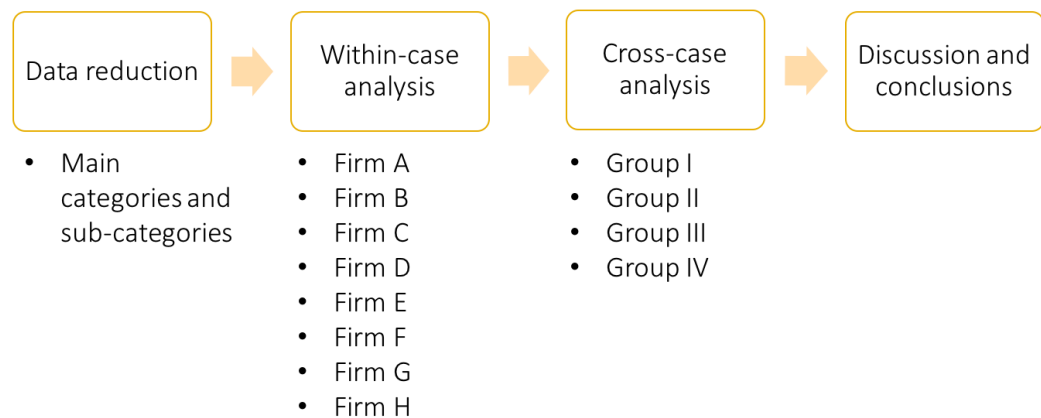 Data reduction
• Main
categories and
sub-categories
Within-case
analysis
• Firm A
• Firm B
• Firm C
• Firm D
• Firm E
• Firm F
• Firm G
• Firm H
Cross-case
analysis
• Group I
• Group II
• Group III
• Group IV
Discussion and
conclusions